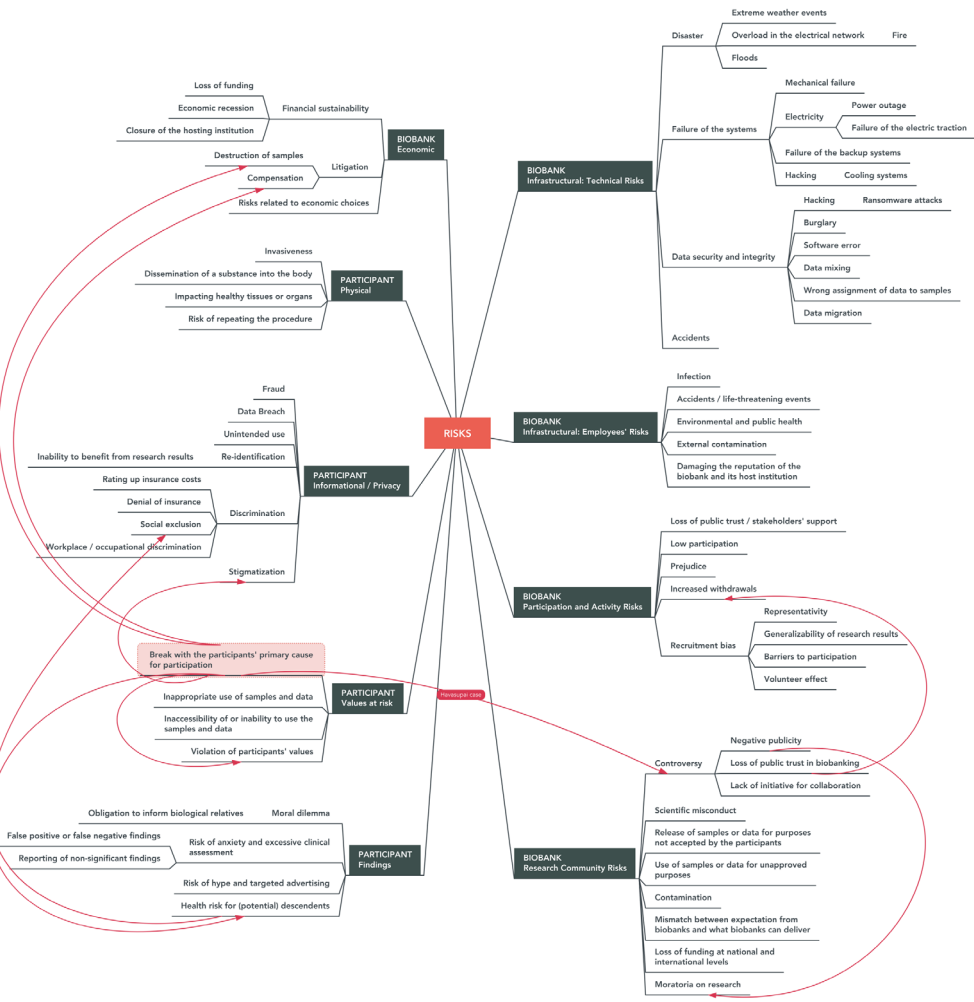 RISKS
BIOBANK
Economic
Financial sustainability
Loss of funding
Economic recession
Closure of the hosting institution
Litigation
Destruction of samples
Compensation
Risks related to economic choices
PARTICIPANT
Physical
Invasiveness
Dissemination of a substance into the body
Impacting healthy tissues or organs
Risk of repeating the procedure
PARTICIPANT
Informational / Privacy
Fraud
Data Breach
Unintended use
Re-identification
Inability to benefit from research results
Discrimination
Rating up insurance costs
Denial of insurance
Social exclusion
Workplace / occupational discrimination
Stigmatization
PARTICIPANT
Values at risk
Break with the participants' primary cause
for participation
Inappropriate use of samples and data
Inaccessibility of or inability to use the
samples and data
Violation of participants' values
PARTICIPANT
Findings
Moral dilemma
Obligation to inform biological relatives
Risk of anxiety and excessive clinical
assessment
False positive or false negative findings
Reporting of non-significant findings
Risk of hype and targeted advertising
Health risk for (potential) descendents
BIOBANK
Infrastructural: Technical Risks
Disaster
Extreme weather events
Overload in the electrical network
Fire
Floods
Failure of the systems
Mechanical failure
Electricity
Power outage
Failure of the electric traction
Failure of the backup systems
Hacking
Cooling systems
Data security and integrity
Hacking
Ransomware attacks
Burglary
Software error
Data mixing
Wrong assignment of data to samples
Data migration
Accidents
BIOBANK
Infrastructural: Employees' Risks
Infection
Accidents / life-threatening events
Environmental and public health
External contamination
Damaging the reputation of the
biobank and its host institution
BIOBANK
Participation and Activity Risks
Loss of public trust / stakeholders' support
Low participation
Prejudice
Increased withdrawals
Recruitment bias
Representativity
Generalizability of research results
Barriers to participation
Volunteer effect
Havasupai case
BIOBANK
Research Community Risks
Controversy
Negative publicity
Loss of public trust in biobanking
Lack of initiative for collaboration
Scientific misconduct
Release of samples or data for purposes
not accepted by the participants
Use of samples or data for unapproved
purposes
Contamination
Mismatch between expectation from
biobanks and what biobanks can deliver
Loss of funding at national and
international levels
Moratoria on research